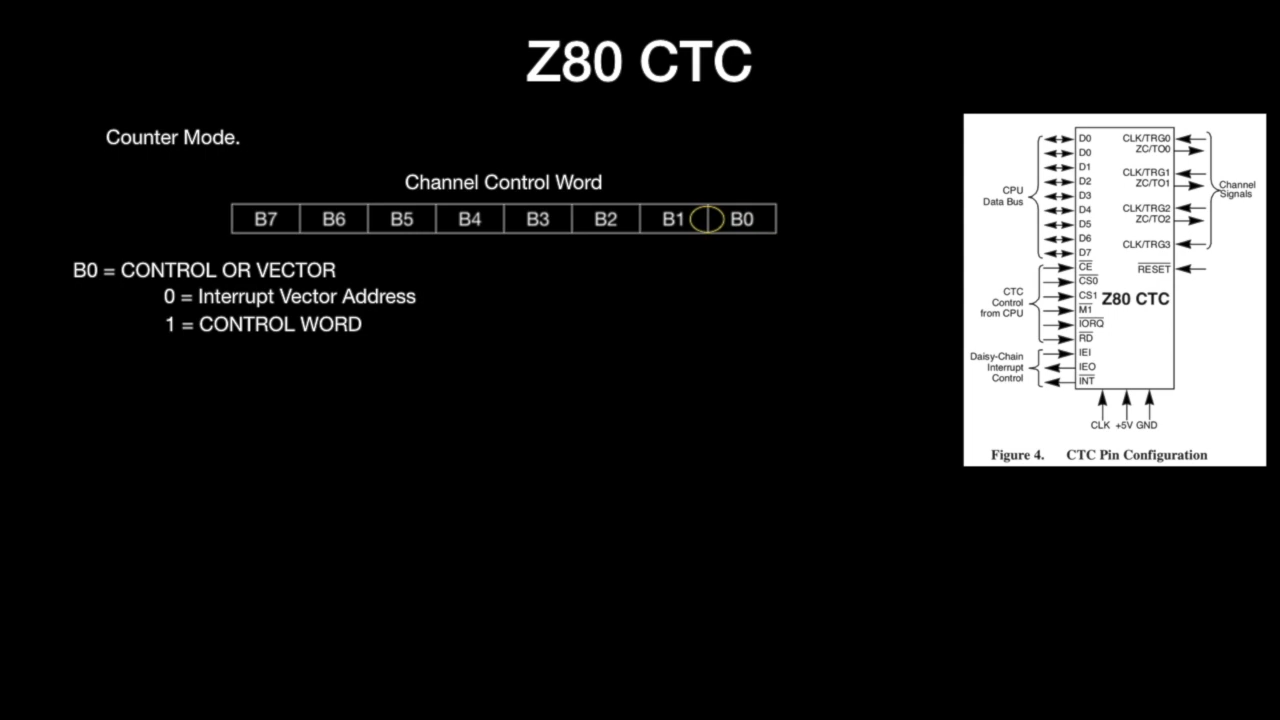 Z80 CTC
Counter Mode.
Channel Control Word
B7 B6 B5 B4 B3 B2 B1 B0
B0 = CONTROL OR VECTOR
0 = Interrupt Vector Address
1 = CONTROL WORD
CPU
Data Bus
CTC
Control
from CPU
Daisy-Chain
Interrupt
Control
D0
D0
D1
D2
D3
D4
D5
D6
D7
CE
CS0
CS1
M1
IORQ
RD
IEI
IEO
INT
Z80 CTC
CLK/TRG0
ZC/TO0
CLK/TRG1
ZC/TO1
CLK/TRG2
ZC/TO2
CLK/TRG3
RESET
Channel
Signals
CLK +5V GND
Figure 4. CTC Pin Configuration